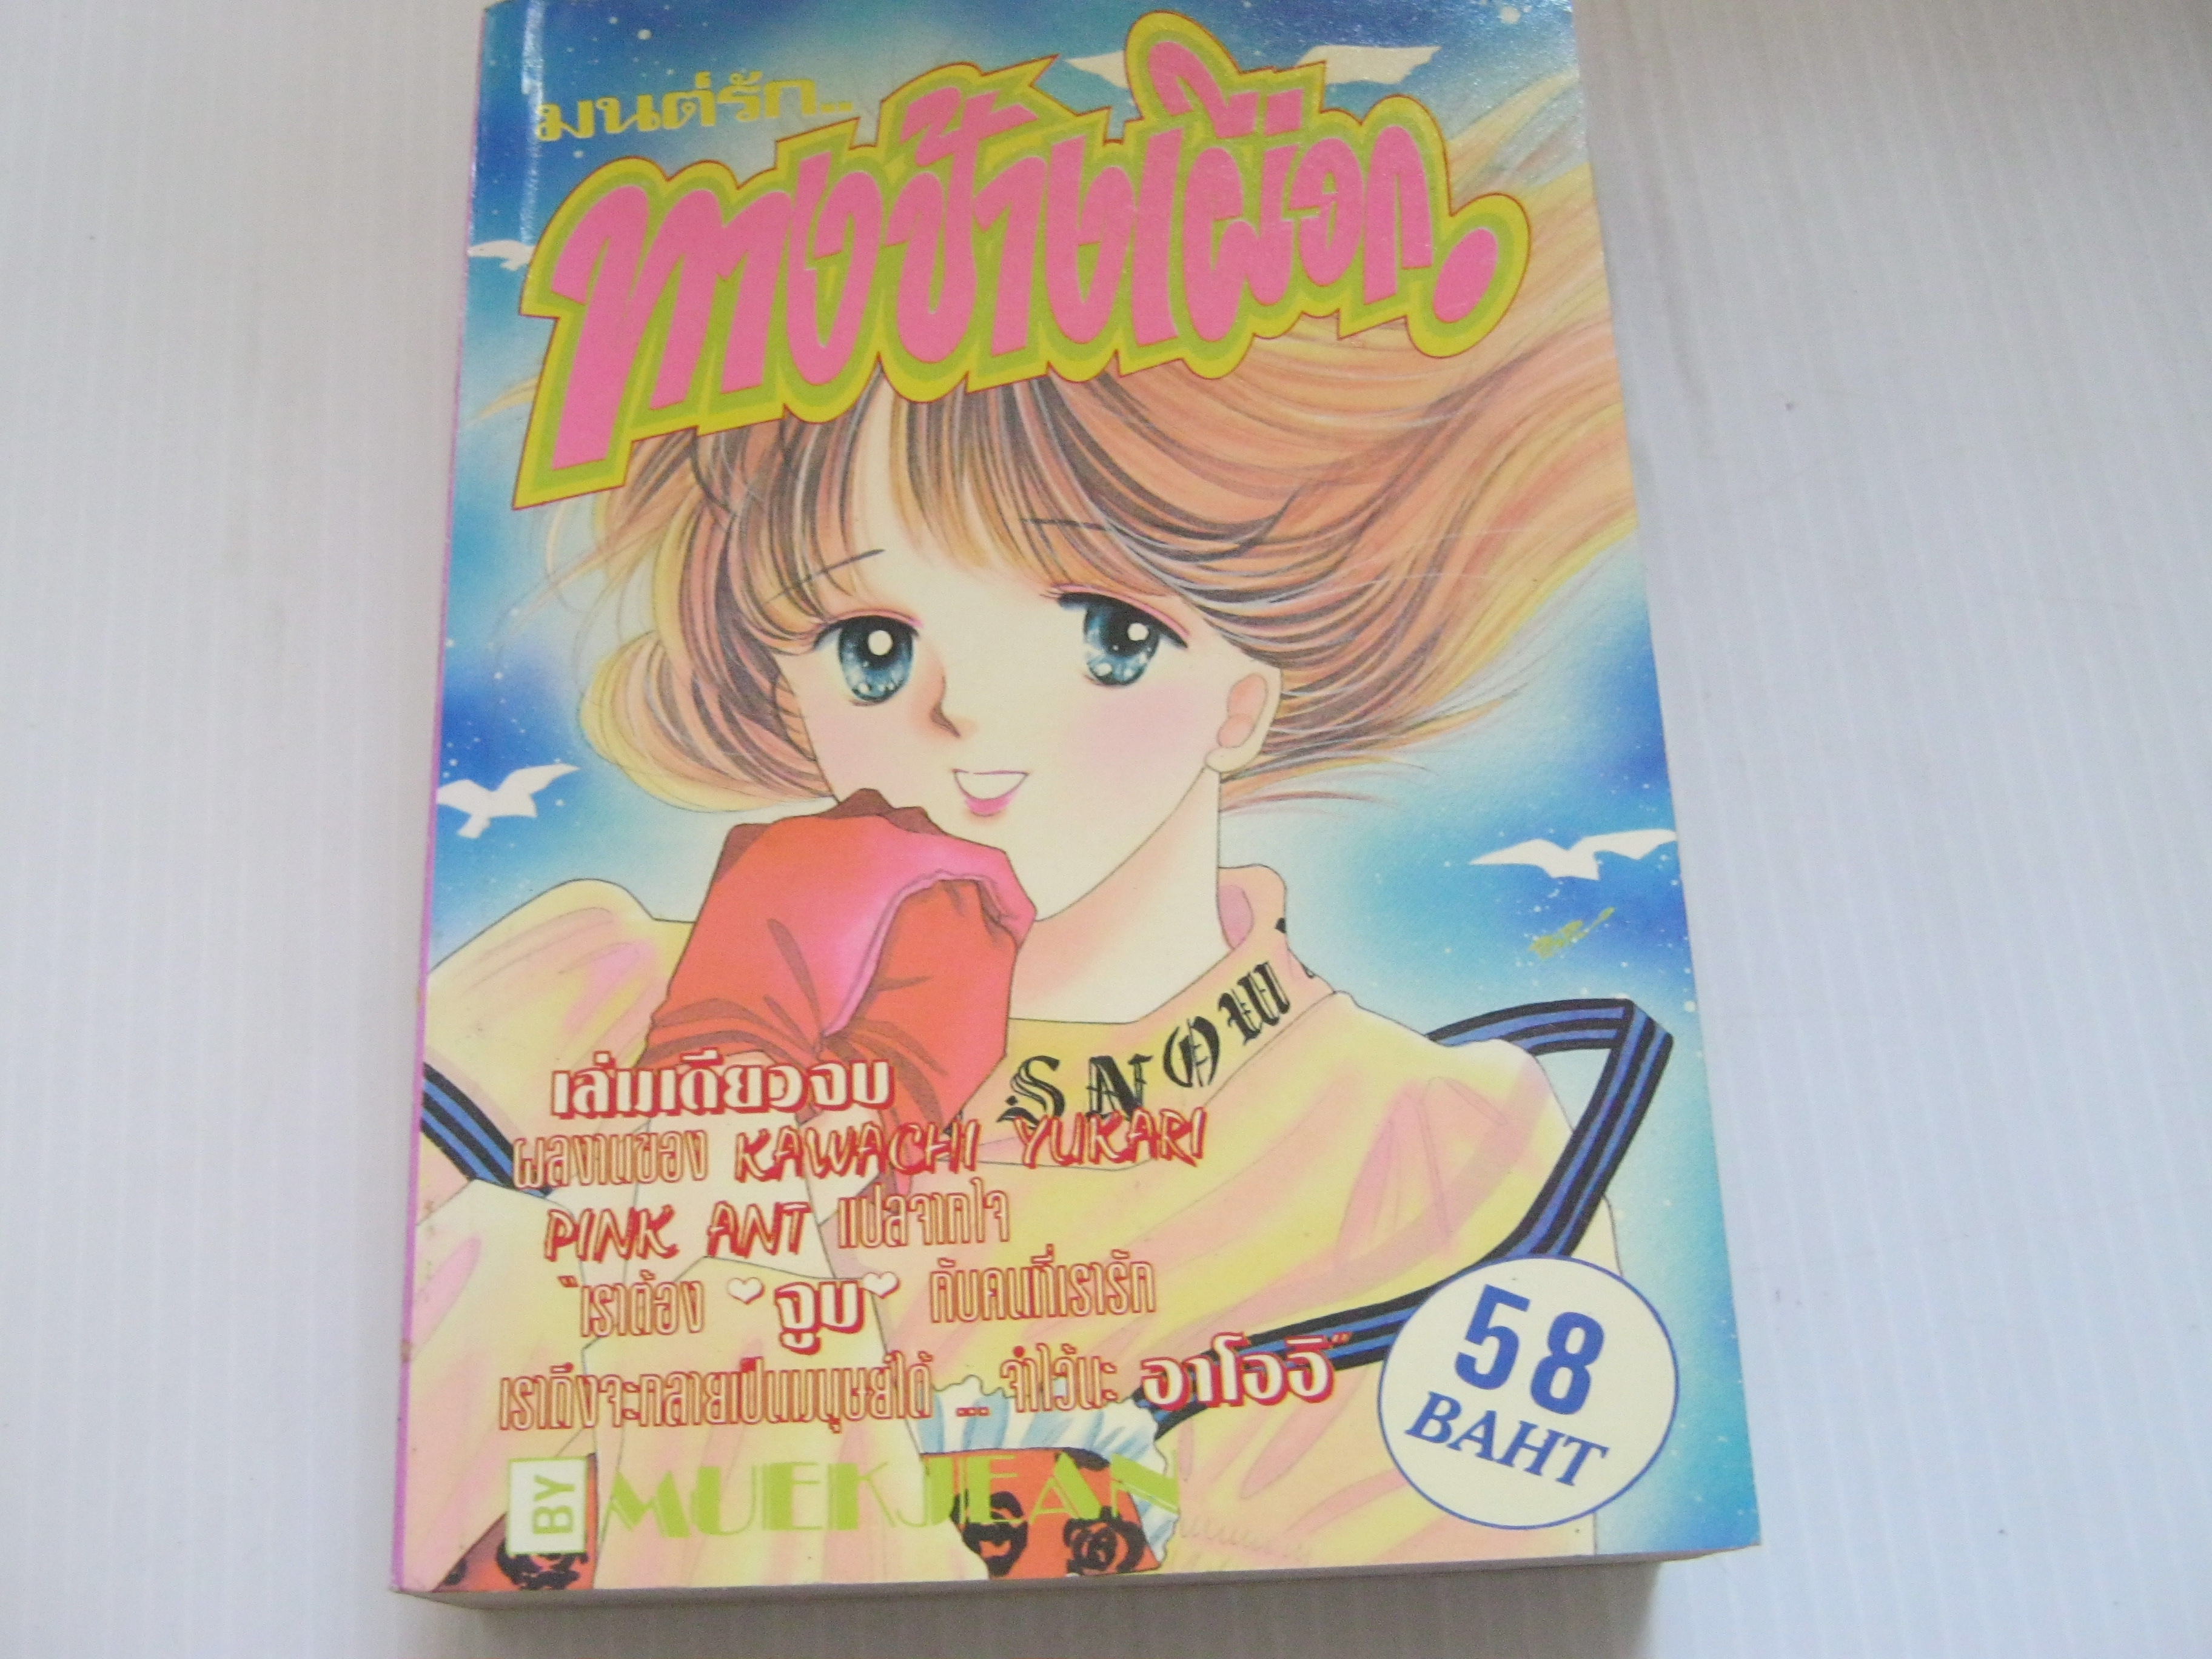 มนต์รัก..
ทางช้างเผือก
SNOW
เล่มเดียวจบ
ผลงานของ KAWACHI YUKARI
PINK ANT แปลจากใจ
"เราต้อง จูบ กับคนที่เรารัก
เราถึงจะกลายเป็นมนุษย์ได้ ... จำไว้นะ อาโออิ"
58
BAHT
BY MUEKJEAN